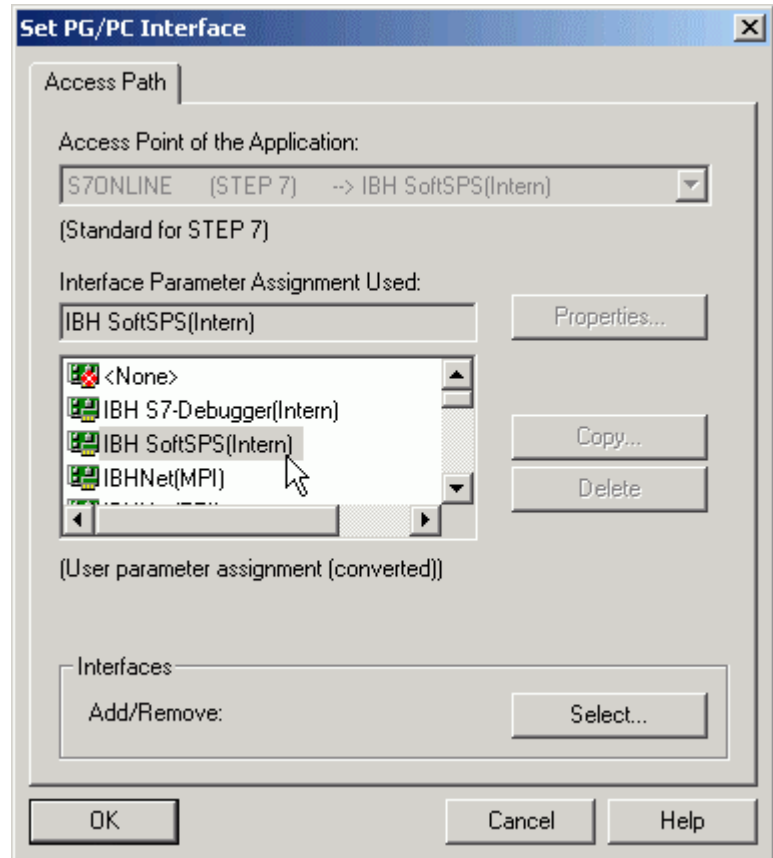 Set PG/PC Interface
Access Path
Access Point of the Application:
S7ONLINE (STEP 7) --> IBH SoftSPS(Intern)
(Standard for STEP 7)
Interface Parameter Assignment Used:
IBH SoftSPS(Intern)
Properties...
<None>
IBH S7-Debugger(Intern)
IBH SoftSPS(Intern)
IBHNet(MPI)
Copy...
Delete
(User parameter assignment (converted))
Interfaces
Add/Remove:
Select...
OK
Cancel
Help